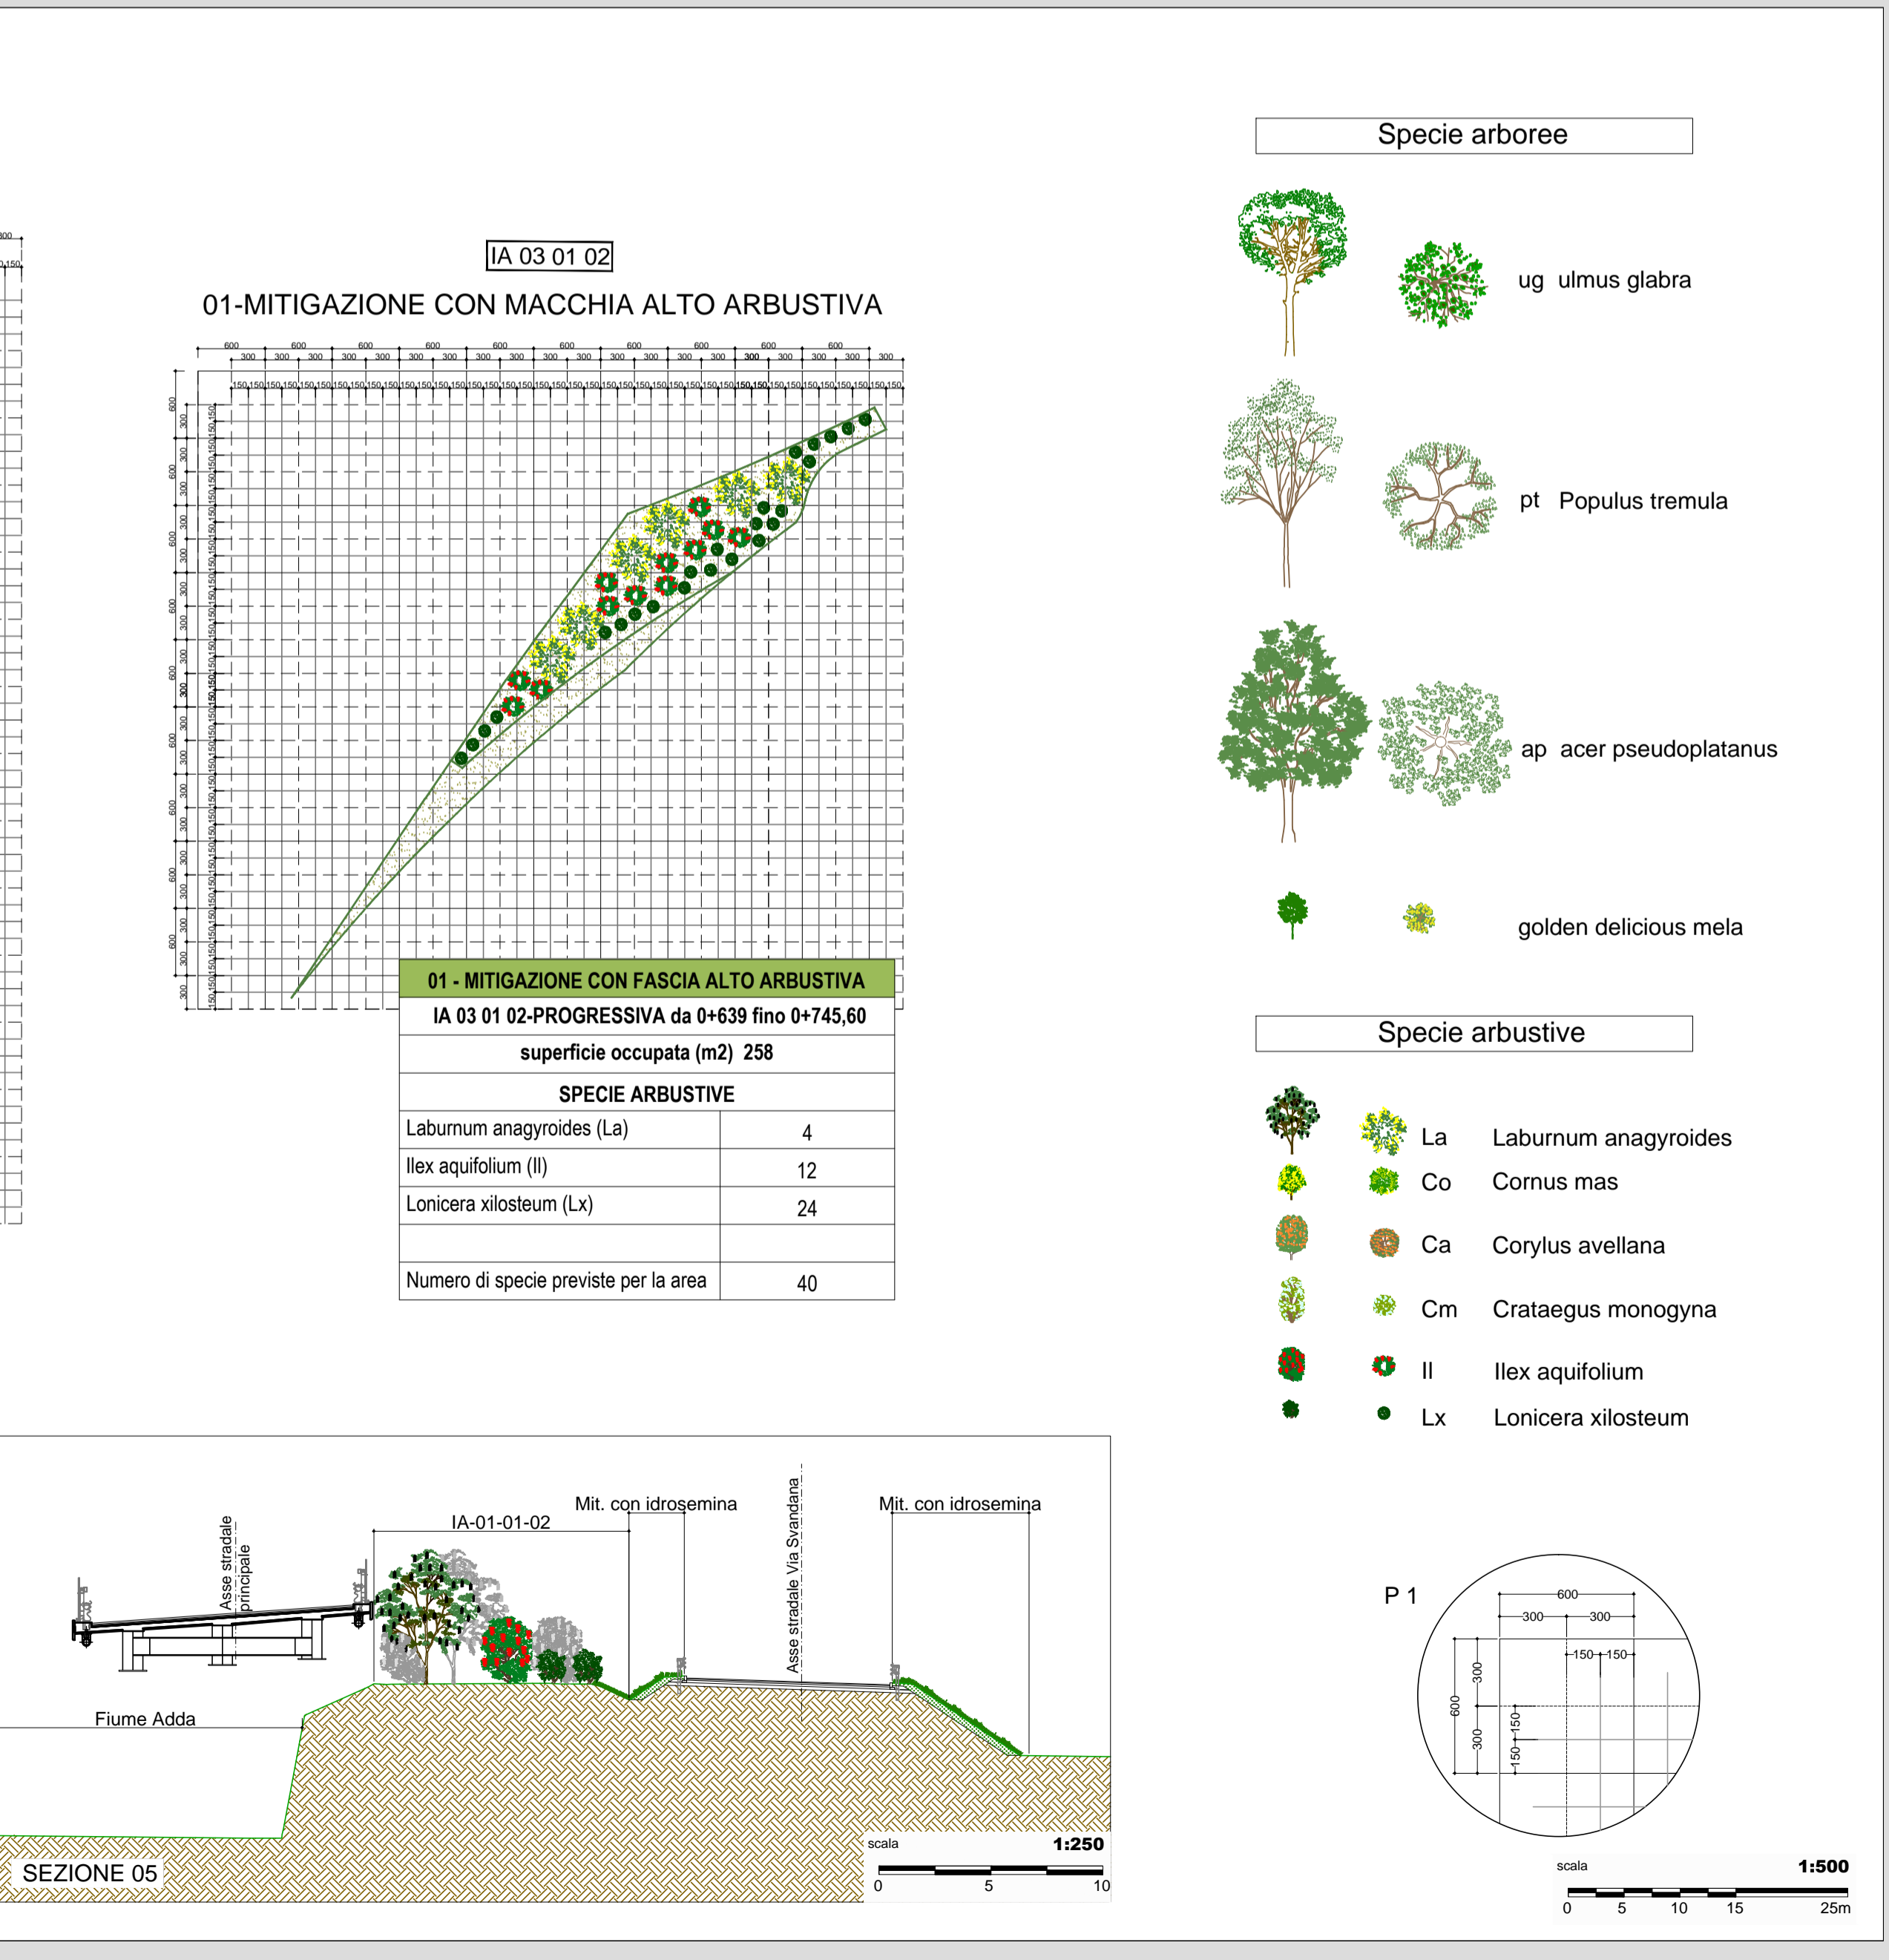 IA 03 01 02
01-MITIGAZIONE CON MACCHIA ALTO ARBUSTIVA
01 - MITIGAZIONE CON FASCIA ALTO ARBUSTIVA
IA 03 01 02-PROGRESSIVA da 0+639 fino 0+745,60
superficie occupata (m2) 258
SPECIE ARBUSTIVE
Laburnum anagyroides (La) 4
Ilex aquifolium (Il) 12
Lonicera xilosteum (Lx) 24
Numero di specie previste per la area 40
Specie arboree
ug ulmus glabra
pt Populus tremula
ap acer pseudoplatanus
golden delicious mela
Specie arbustive
La Laburnum anagyroides
Co Cornus mas
Ca Corylus avellana
Cm Crataegus monogyna
Il Ilex aquifolium
Lx Lonicera xilosteum
Asse stradale
principale
IA-01-01-02
Mit. con idrosemina
Asse stradale Via Svandana
Mit. con idrosemina
Fiume Adda
SEZIONE 05
scala 1:250
0 5 10
P 1
600
300 300
150 150
600
300
300
150
150
scala 1:500
0 5 10 15 25m